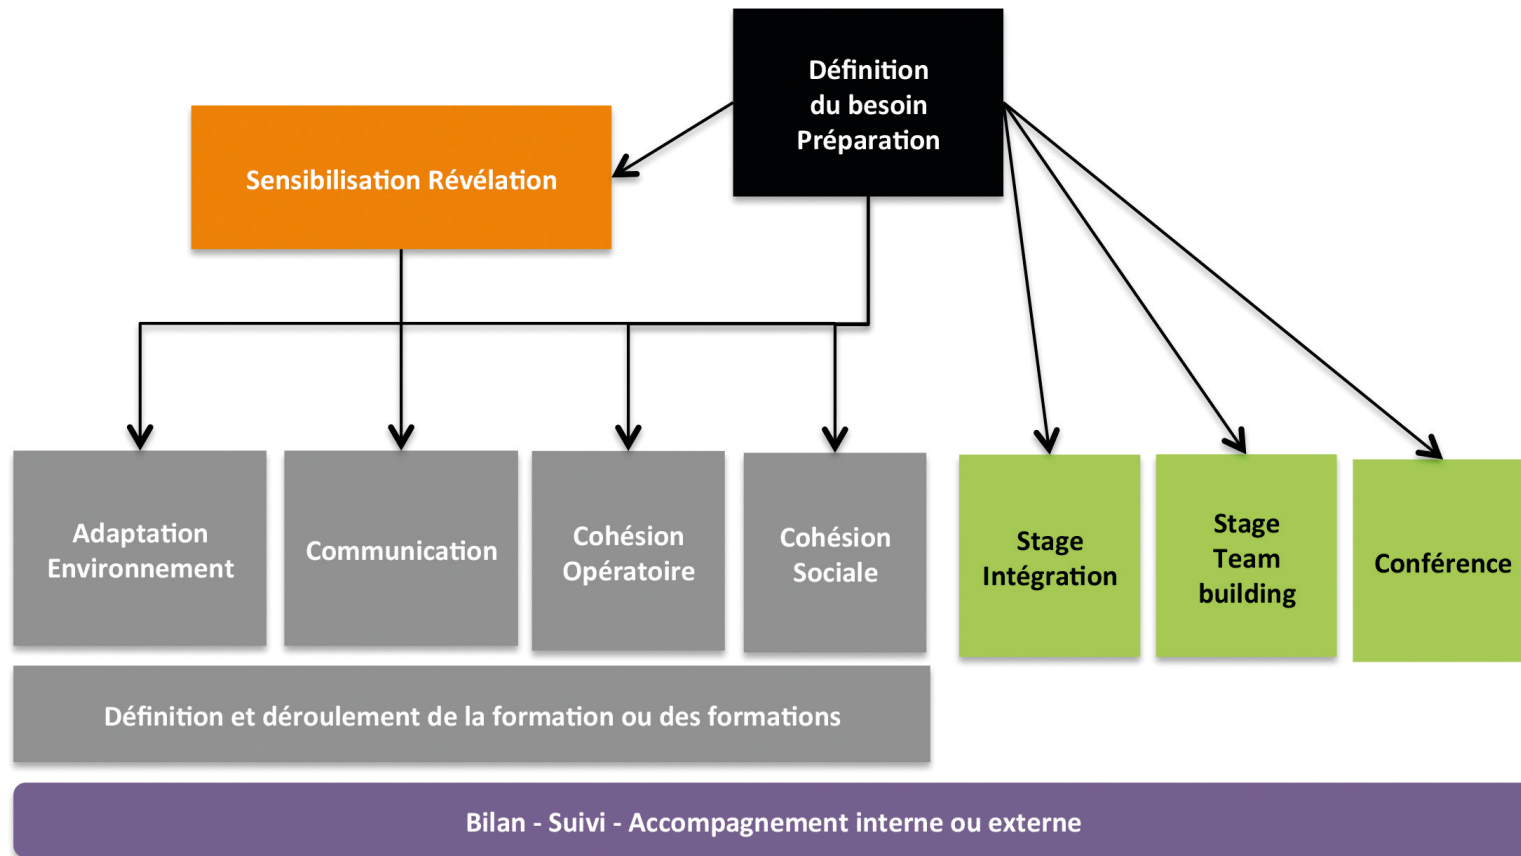 Définition
du besoin
Préparation
Sensibilisation Révélation
Adaptation
Environnement
Communication
Cohésion
Opératoire
Cohésion
Sociale
Stage
Intégration
Stage
Team
building
Conférence
Définition et déroulement de la formation ou des formations
Bilan - Suivi - Accompagnement interne ou externe